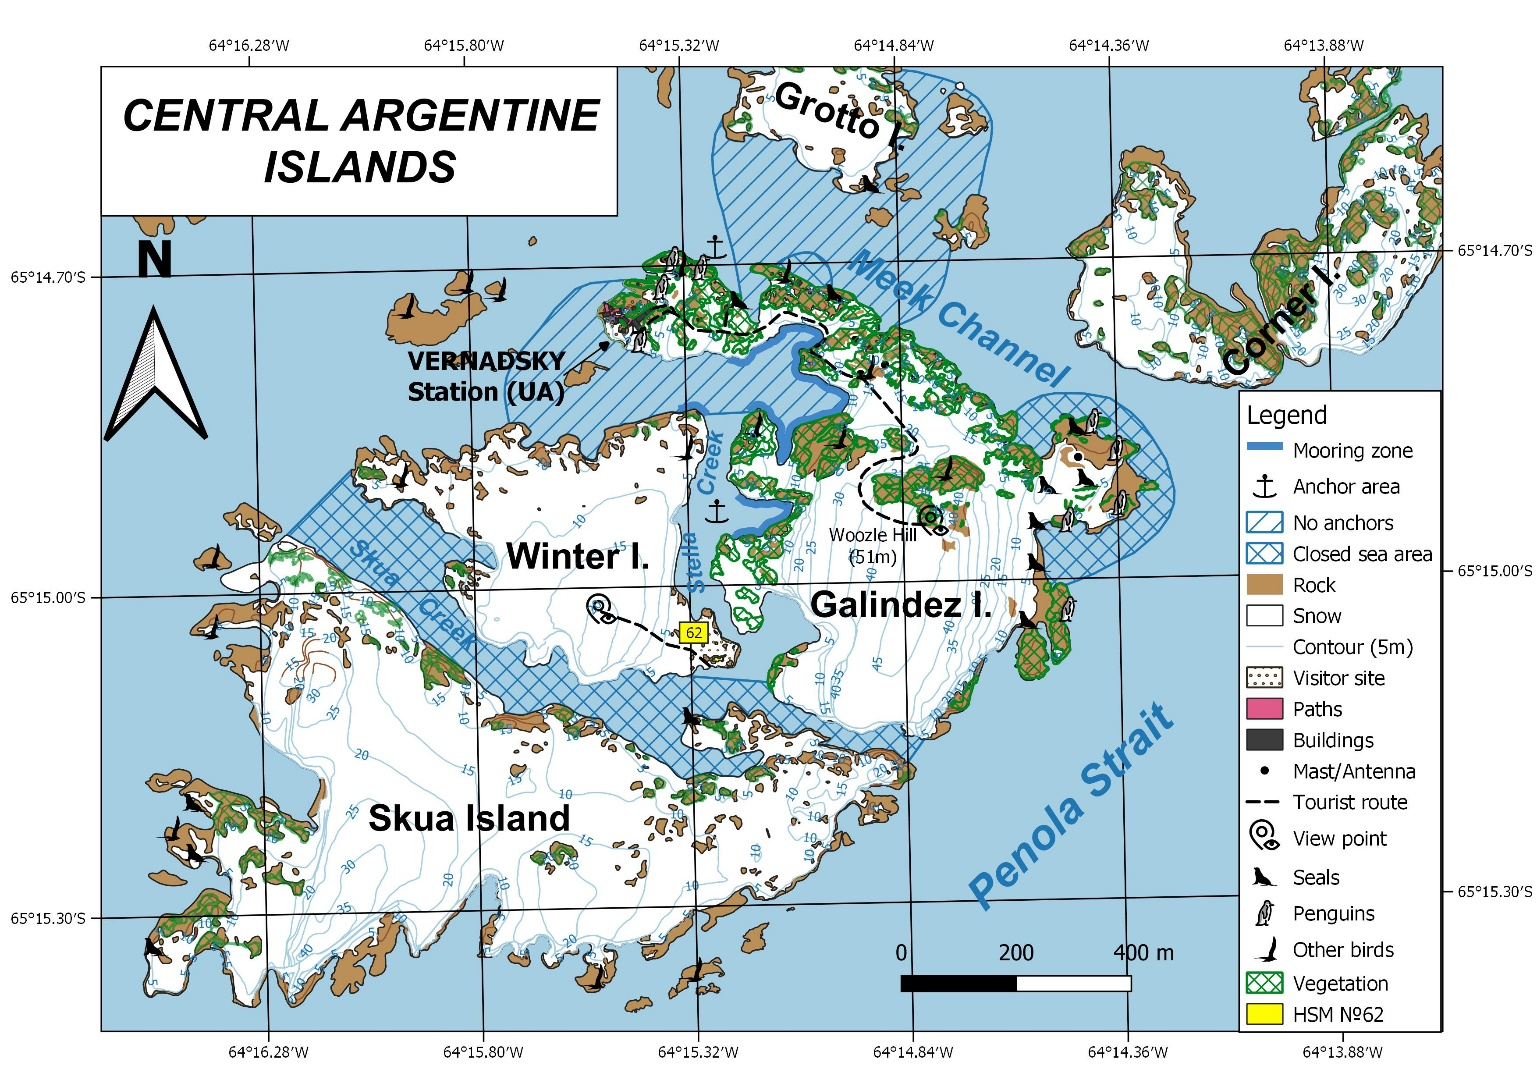 64°16.28'W 64°15.80'W 64°15.32'W 64°14.84'W 64°14.36'W 64°13.88'W
CENTRAL ARGENTINE
ISLANDS
Grotto I.
N
65°14.70'S
65°14.70'S
Meek Channel
Corner I.
VERNADSKY
Station (UA)
Stella Creek
Skua Creek
Winter I.
Woozle Hill
(51m)
Galindez I.
62
65°15.00'S
65°15.00'S
Skua Island
Penola Strait
65°15.30'S
65°15.30'S
0 200 400 m
Legend
Mooring zone
Anchor area
No anchors
Closed sea area
Rock
Snow
Contour (5m)
Visitor site
Paths
Buildings
Mast/Antenna
Tourist route
View point
Seals
Penguins
Other birds
Vegetation
HSM №62
64°16.28'W 64°15.80'W 64°15.32'W 64°14.84'W 64°14.36'W 64°13.88'W